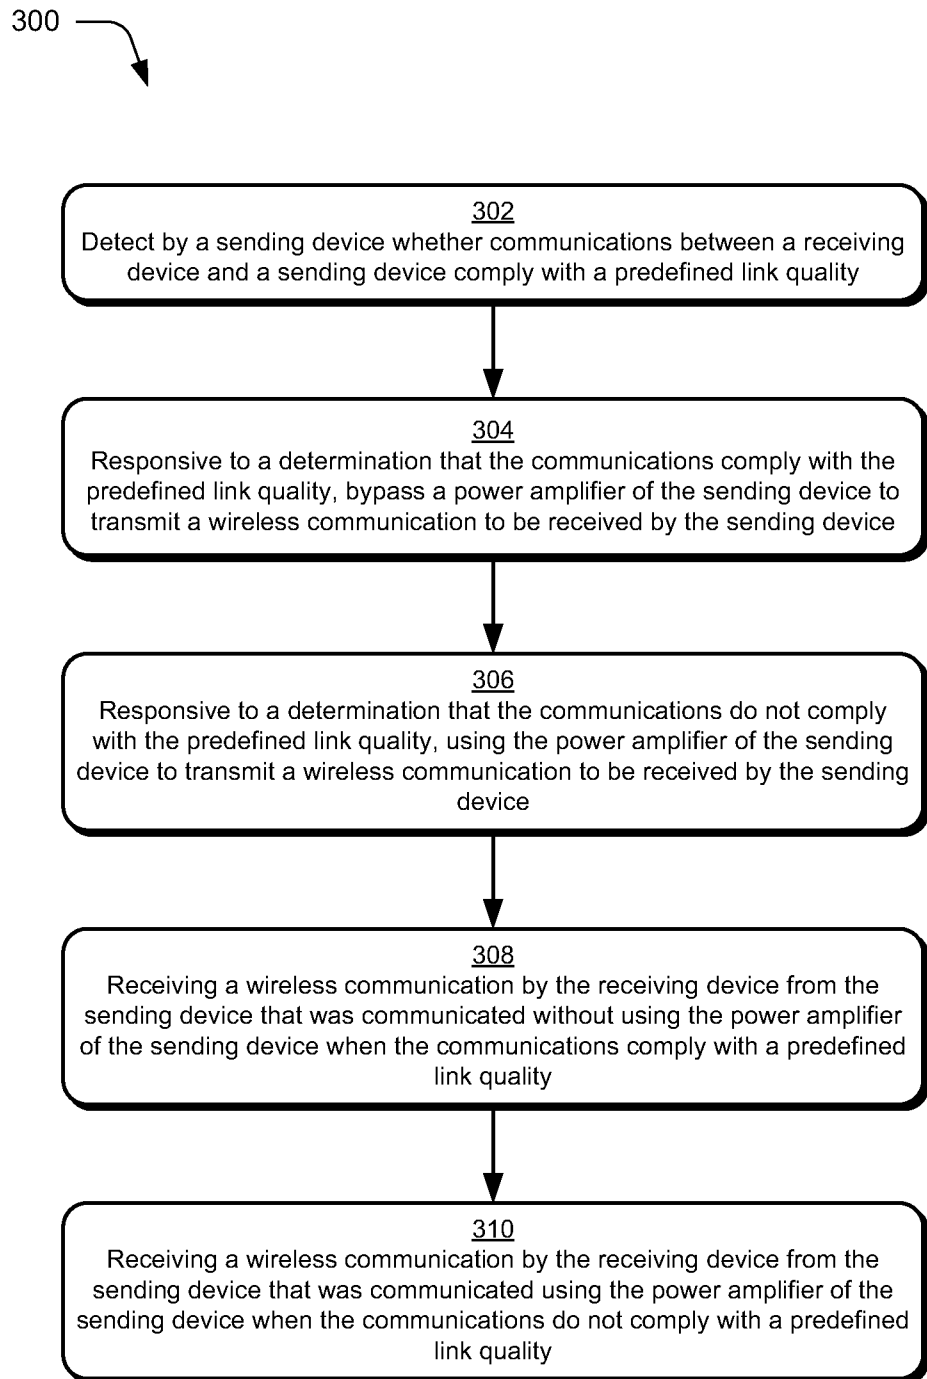 300
302
Detect by a sending device whether communications between a receiving
device and a sending device comply with a predefined link quality
304
Responsive to a determination that the communications comply with the
predefined link quality, bypass a power amplifier of the sending device to
transmit a wireless communication to be received by the sending device
306
Responsive to a determination that the communications do not comply
with the predefined link quality, using the power amplifier of the sending
device to transmit a wireless communication to be received by the sending
device
308
Receiving a wireless communication by the receiving device from the
sending device that was communicated without using the power amplifier
of the sending device when the communications comply with a predefined
link quality
310
Receiving a wireless communication by the receiving device from the
sending device that was communicated using the power amplifier of the
sending device when the communications do not comply with a predefined
link quality